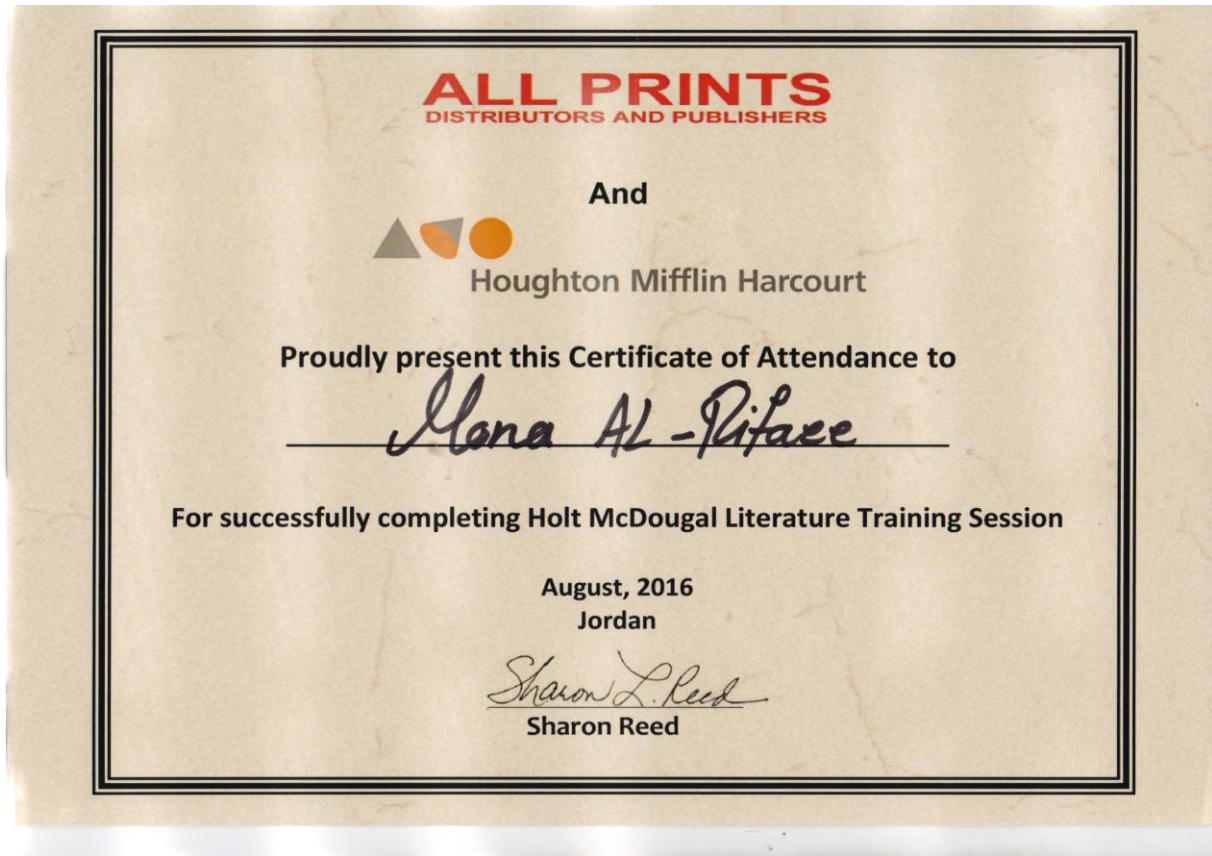 ALL PRINTS
DISTRIBUTORS AND PUBLISHERS
And
Houghton Mifflin Harcourt
Proudly present this Certificate of Attendance to
Mona AL-Rifaee
For successfully completing Holt McDougal Literature Training Session
August, 2016
Jordan
Sharon L. Reed
Sharon Reed